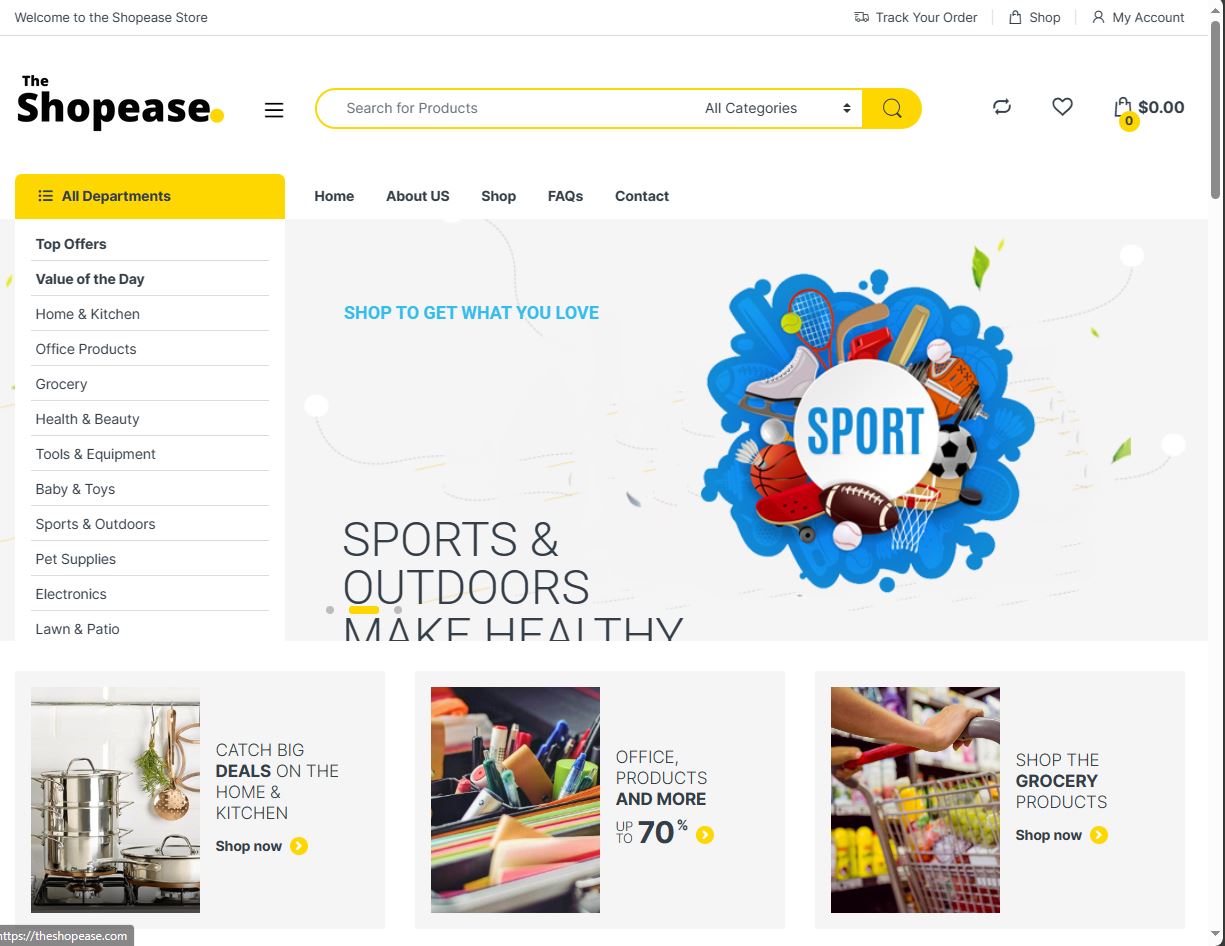 Welcome to the Shopease Store
Track Your Order
Shop
My Account
The
Shopease.
Search for Products
All Categories
0
$0.00
All Departments
Home
About US
Shop
FAQs
Contact
Top Offers
Value of the Day
Home & Kitchen
Office Products
Grocery
Health & Beauty
Tools & Equipment
Baby & Toys
Sports & Outdoors
Pet Supplies
Electronics
Lawn & Patio
SHOP TO GET WHAT YOU LOVE
SPORT
SPORTS &
OUTDOORS
MAKE HEALTHY
CATCH BIG
DEALS ON THE
HOME &
KITCHEN
Shop now
OFFICE,
PRODUCTS
AND MORE
UP
TO
70%
SHOP THE
GROCERY
PRODUCTS
Shop now
https://theshopease.com